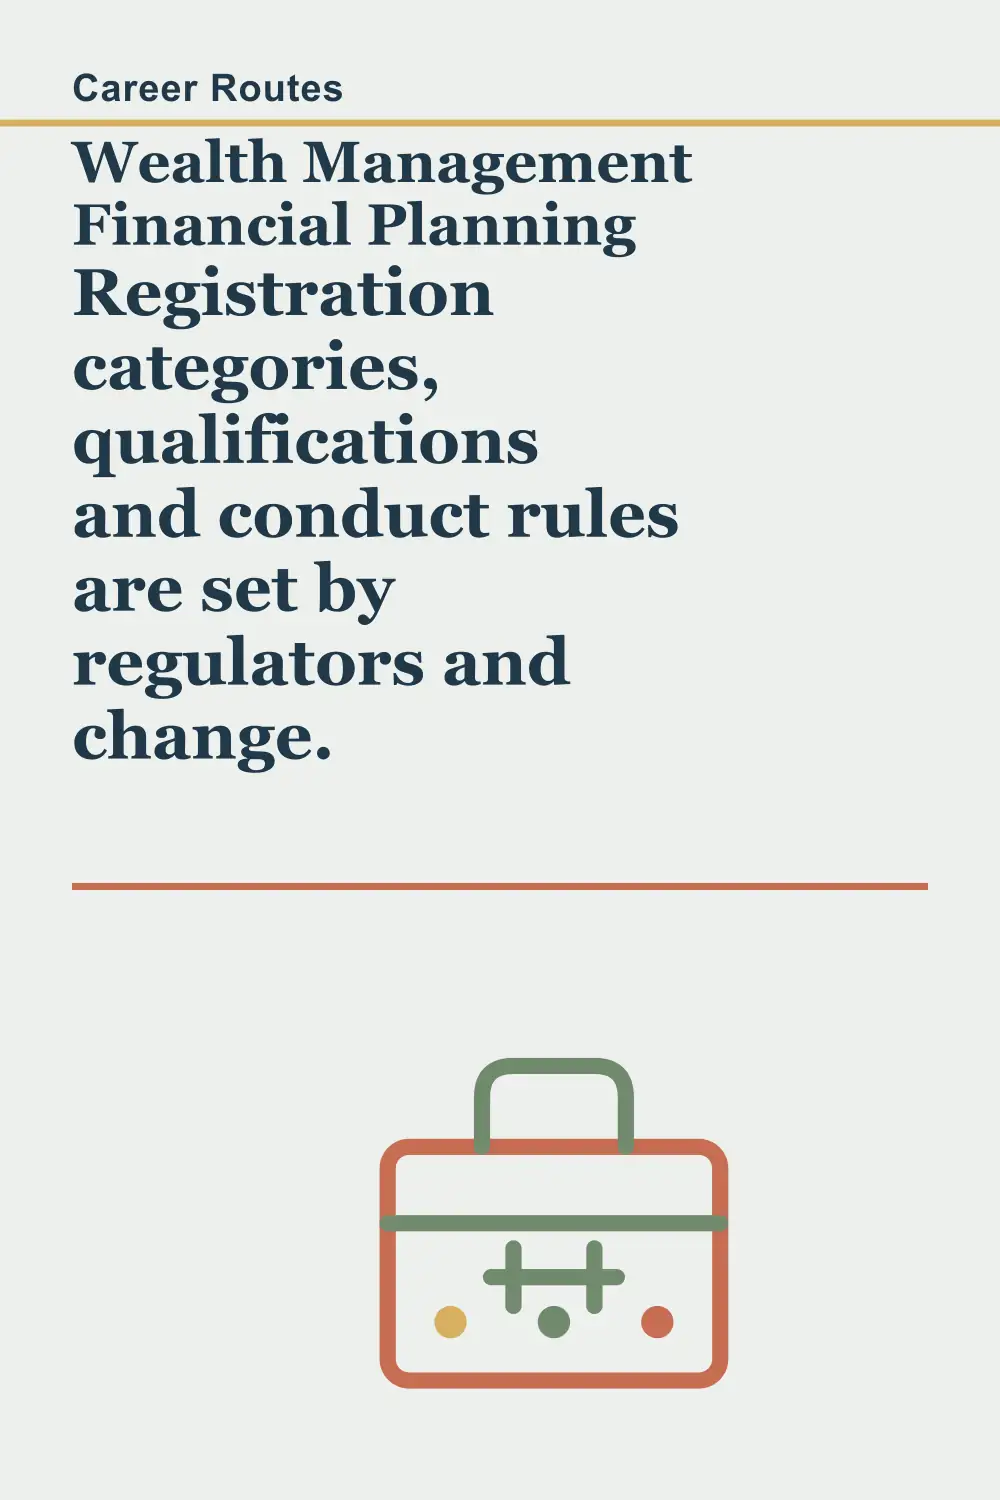 Career Routes
Wealth Management
Financial Planning
Registration
categories,
qualifications
and conduct rules
are set by
regulators and
change.